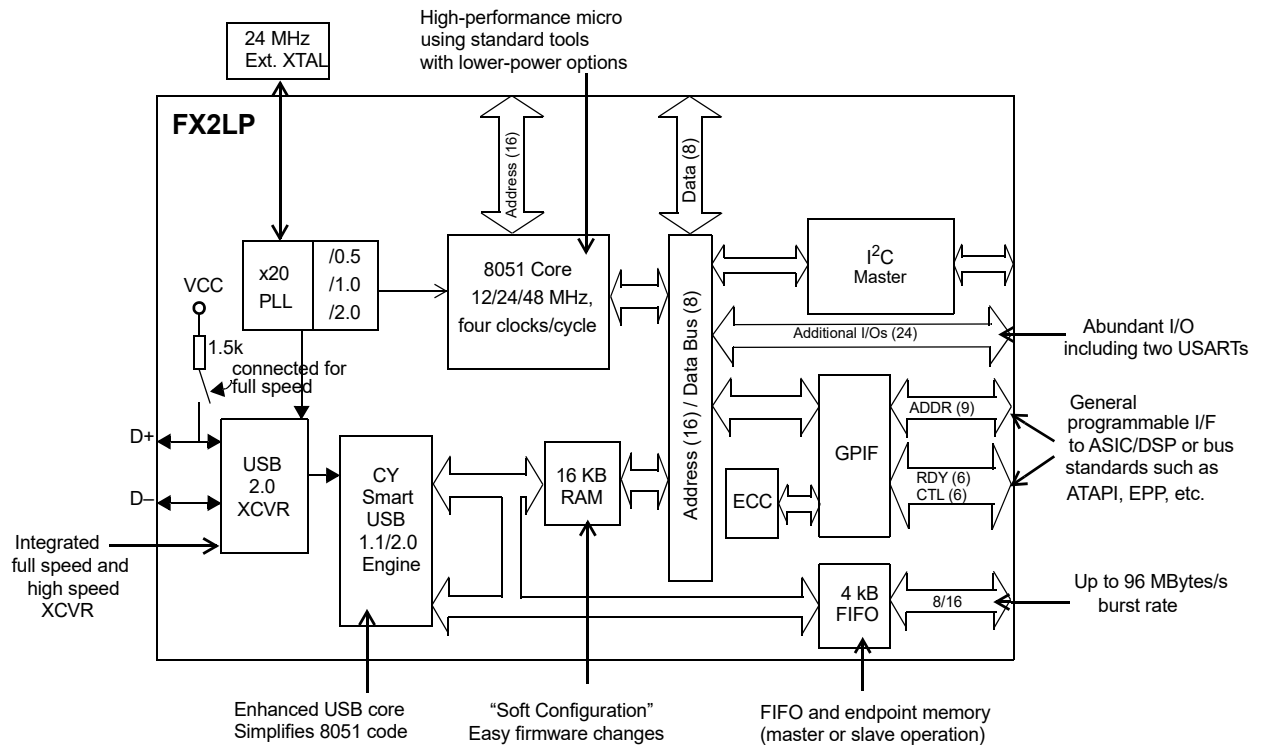 High-performance micro
using standard tools
with lower-power options
24 MHz
Ext. XTAL
FX2LP
Address (16)
Data (8)
x20
PLL
/0.5
/1.0
/2.0
8051 Core
12/24/48 MHz,
four clocks/cycle
I2C
Master
VCC
1.5k
connected for
full speed
Additional I/Os (24)
Abundant I/O
including two USARTs
Address (16) / Data Bus (8)
ADDR (9)
GPIF
RDY (6)
CTL (6)
General
programmable I/F
to ASIC/DSP or bus
standards such as
ATAPI, EPP, etc.
D+
D–
USB
2.0
XCVR
CY
Smart
USB
1.1/2.0
Engine
16 KB
RAM
ECC
Integrated
full speed and
high speed
XCVR
4 kB
FIFO
8/16
Up to 96 MBytes/s
burst rate
Enhanced USB core
Simplifies 8051 code
“Soft Configuration”
Easy firmware changes
FIFO and endpoint memory
(master or slave operation)